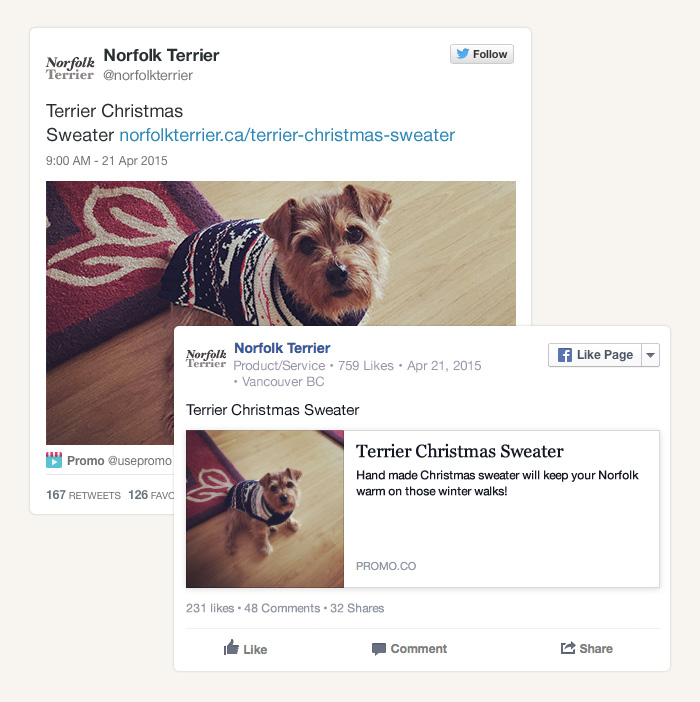 Norfolk
Terrier
Norfolk Terrier
@norfolkterrier
Follow
Terrier Christmas
Sweater norfolkterrier.ca/terrier-christmas-sweater
9:00 AM - 21 Apr 2015
Promo @usepromo
167 RETWEETS 126 FAVO
Norfolk
Terrier
Norfolk Terrier
Product/Service • 759 Likes • Apr 21, 2015
• Vancouver BC
Like Page
Terrier Christmas Sweater
Terrier Christmas Sweater
Hand made Christmas sweater will keep your Norfolk
warm on those winter walks!
PROMO.CO
231 likes • 48 Comments • 32 Shares
Like Comment Share